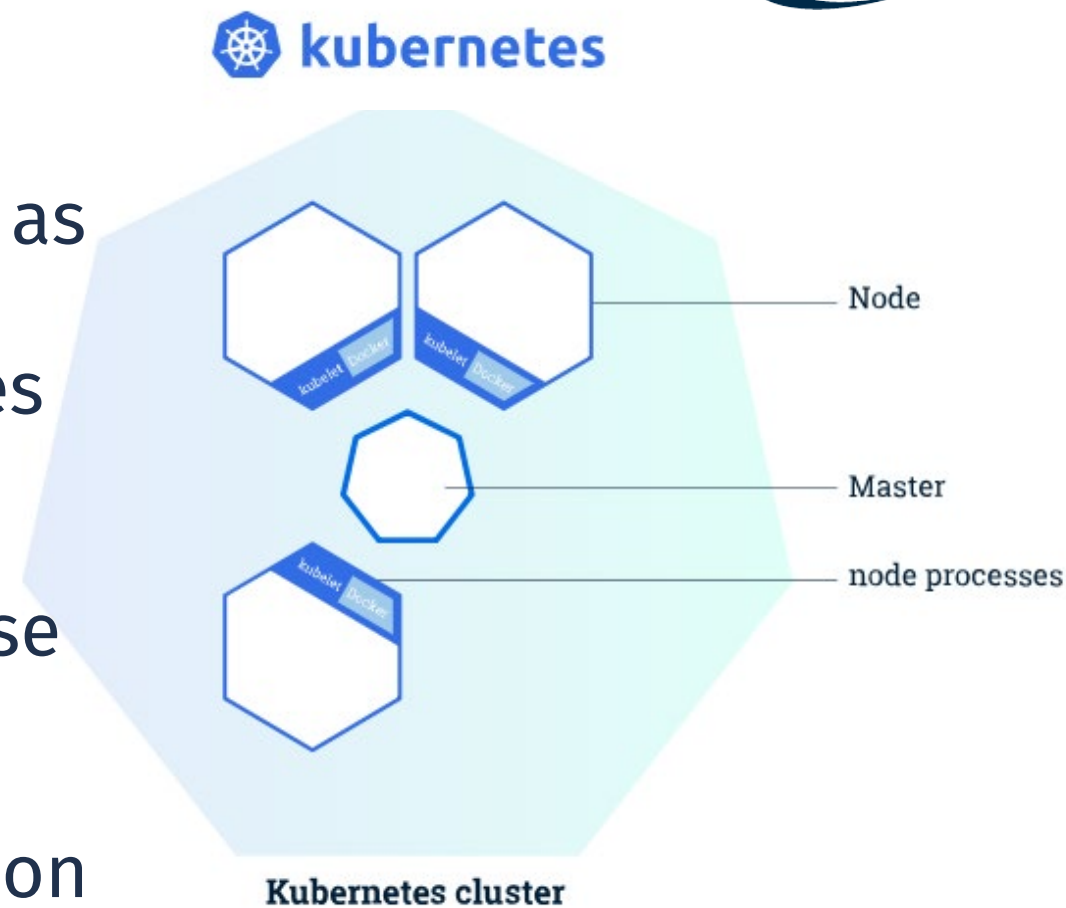 kubernetes
as
es
se
on
kubelet Docker
kubelet Docker
kubelet Docker
Node
Master
node processes
Kubernetes cluster